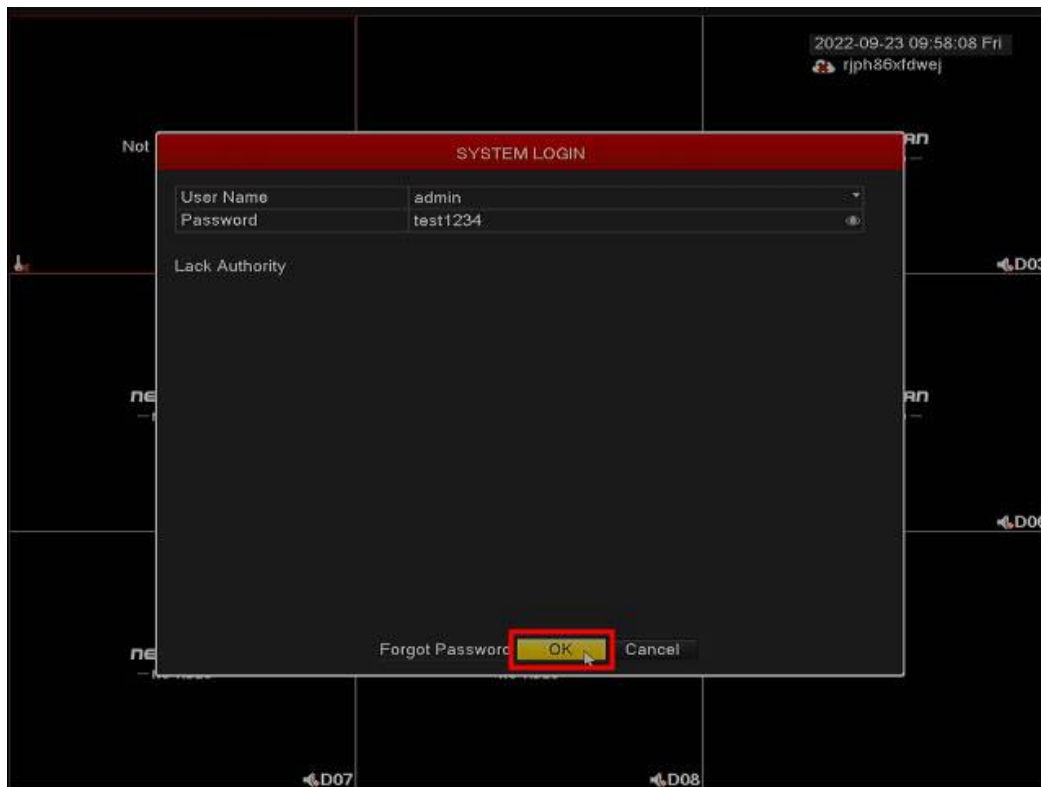 2022-09-23 09:58:08 Fri
rjph86xfdwej
Not
SYSTEM LOGIN
User Name admin
Password test1234
Lack Authority
D03
D06
Forgot Password OK Cancel
D07
D08